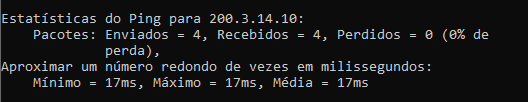 Estatísticas do Ping para 200.3.14.10:
Pacotes: Enviados = 4, Recebidos = 4, Perdidos = 0 (0% de
perda),
Aproximar um número redondo de vezes em milissegundos:
Mínimo = 17ms, Máximo = 17ms, Média = 17ms